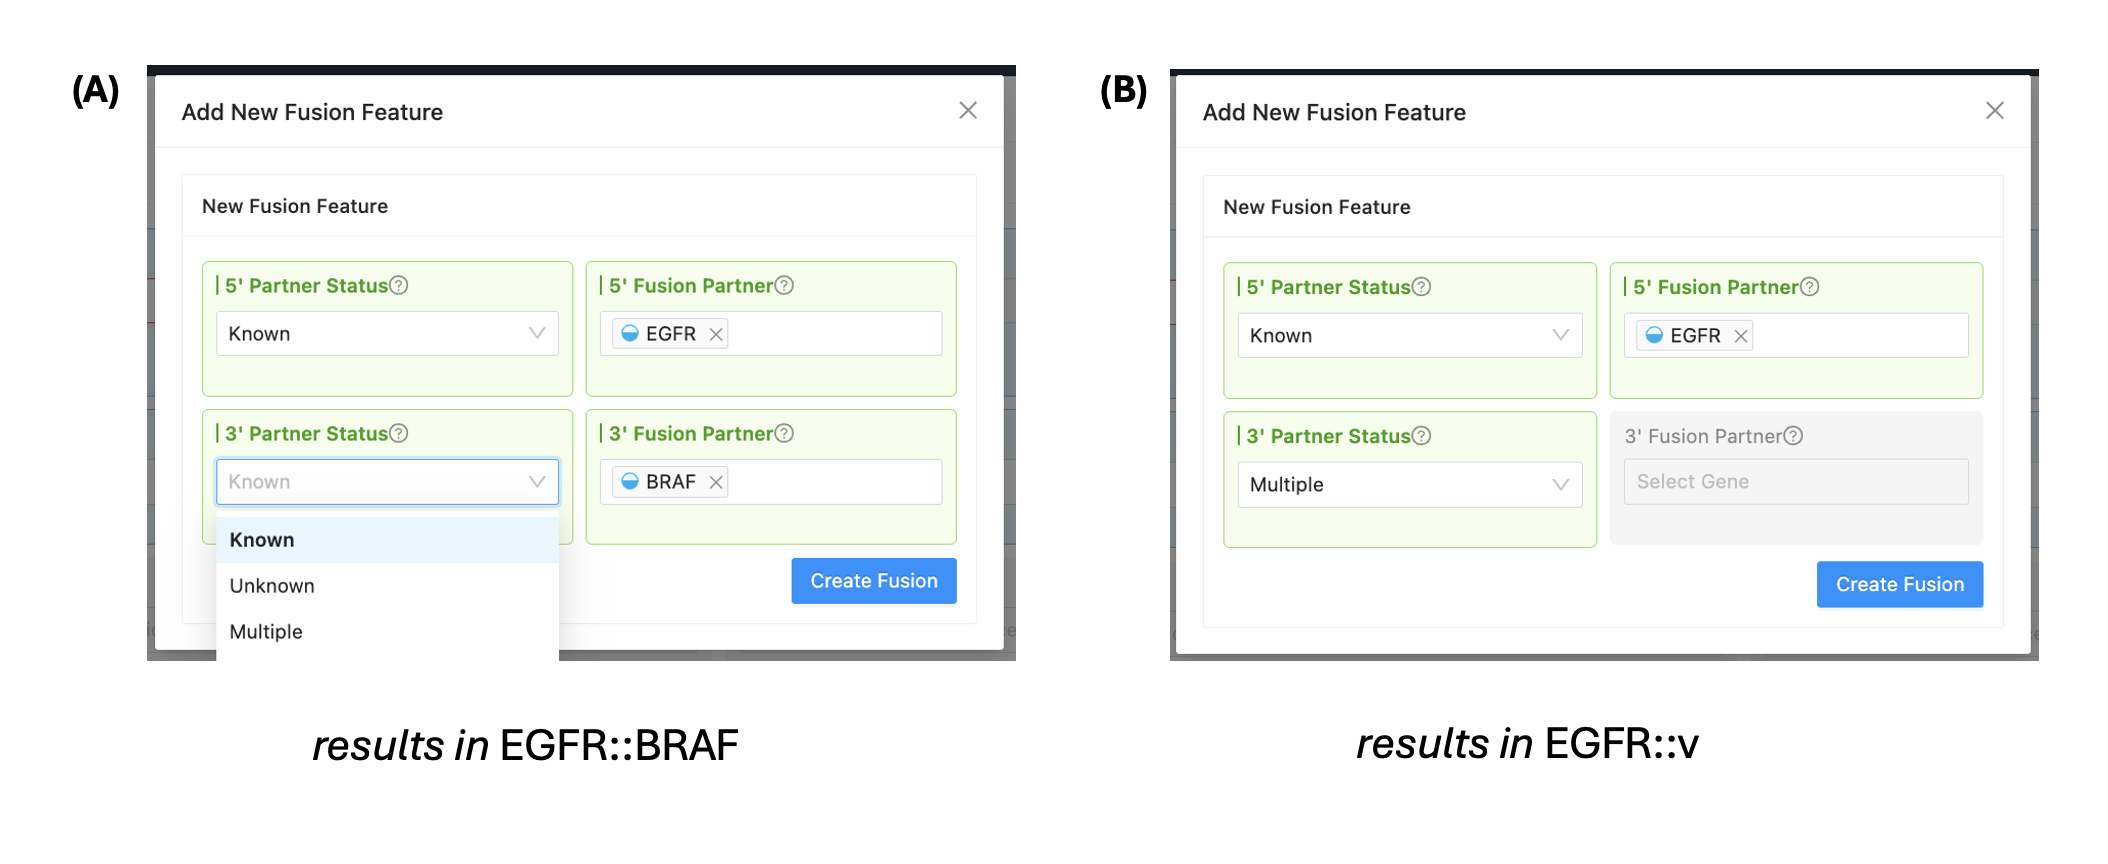 (A)
Add New Fusion Feature
New Fusion Feature
5' Partner Status
Known
5' Fusion Partner
EGFR
3' Partner Status
Known
3' Fusion Partner
BRAF
Known
Unknown
Multiple
Create Fusion
results in EGFR::BRAF
(B)
Add New Fusion Feature
New Fusion Feature
5' Partner Status
Known
5' Fusion Partner
EGFR
3' Partner Status
Multiple
3' Fusion Partner
Select Gene
Create Fusion
results in EGFR::v